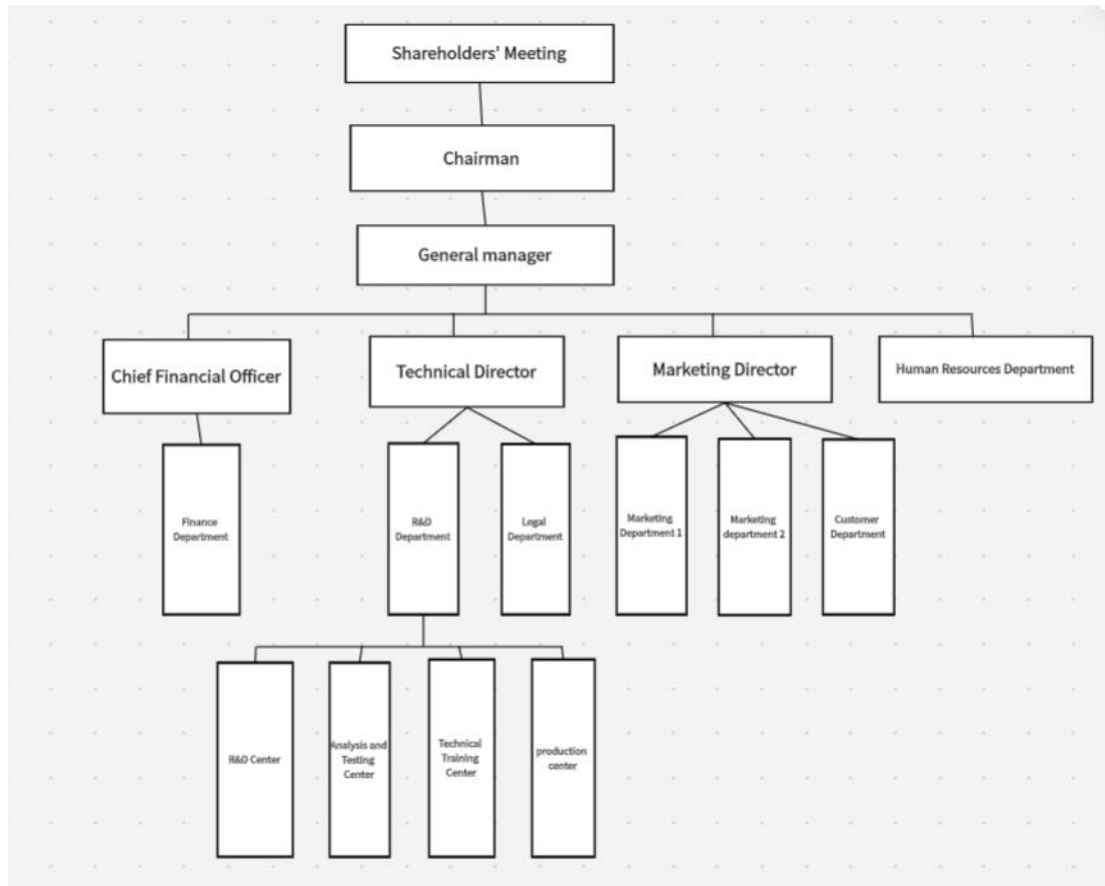 Shareholders' Meeting
Chairman
General manager
Chief Financial Officer
Technical Director
Marketing Director
Human Resources Department
Finance
Department
R&D
Department
Legal
Department
Marketing
Department 1
Marketing
department 2
Customer
Department
R&D Center
Analysis and
Testing
Center
Technical
Training
Center
production
center